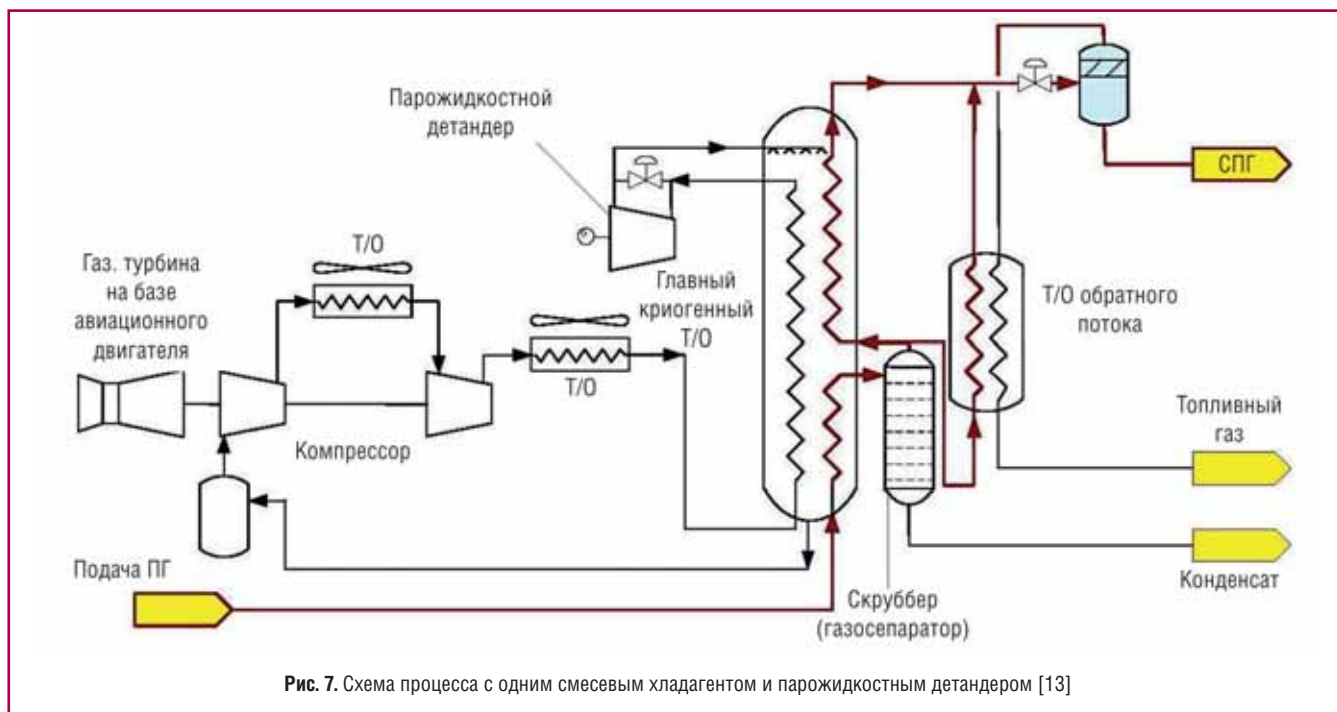 Парожидкостной
детандер
СПГ
Т/О
Газ. турбина
на базе
авиационного
двигателя
Главный
криогенный
Т/О
Т/О обратного
потока
Т/О
Компрессор
Топливный
газ
Подача ПГ
Скруббер
(газосепаратор)
Конденсат
Рис. 7. Схема процесса с одним смесевым хладагентом и парожидкостным детандером [13]